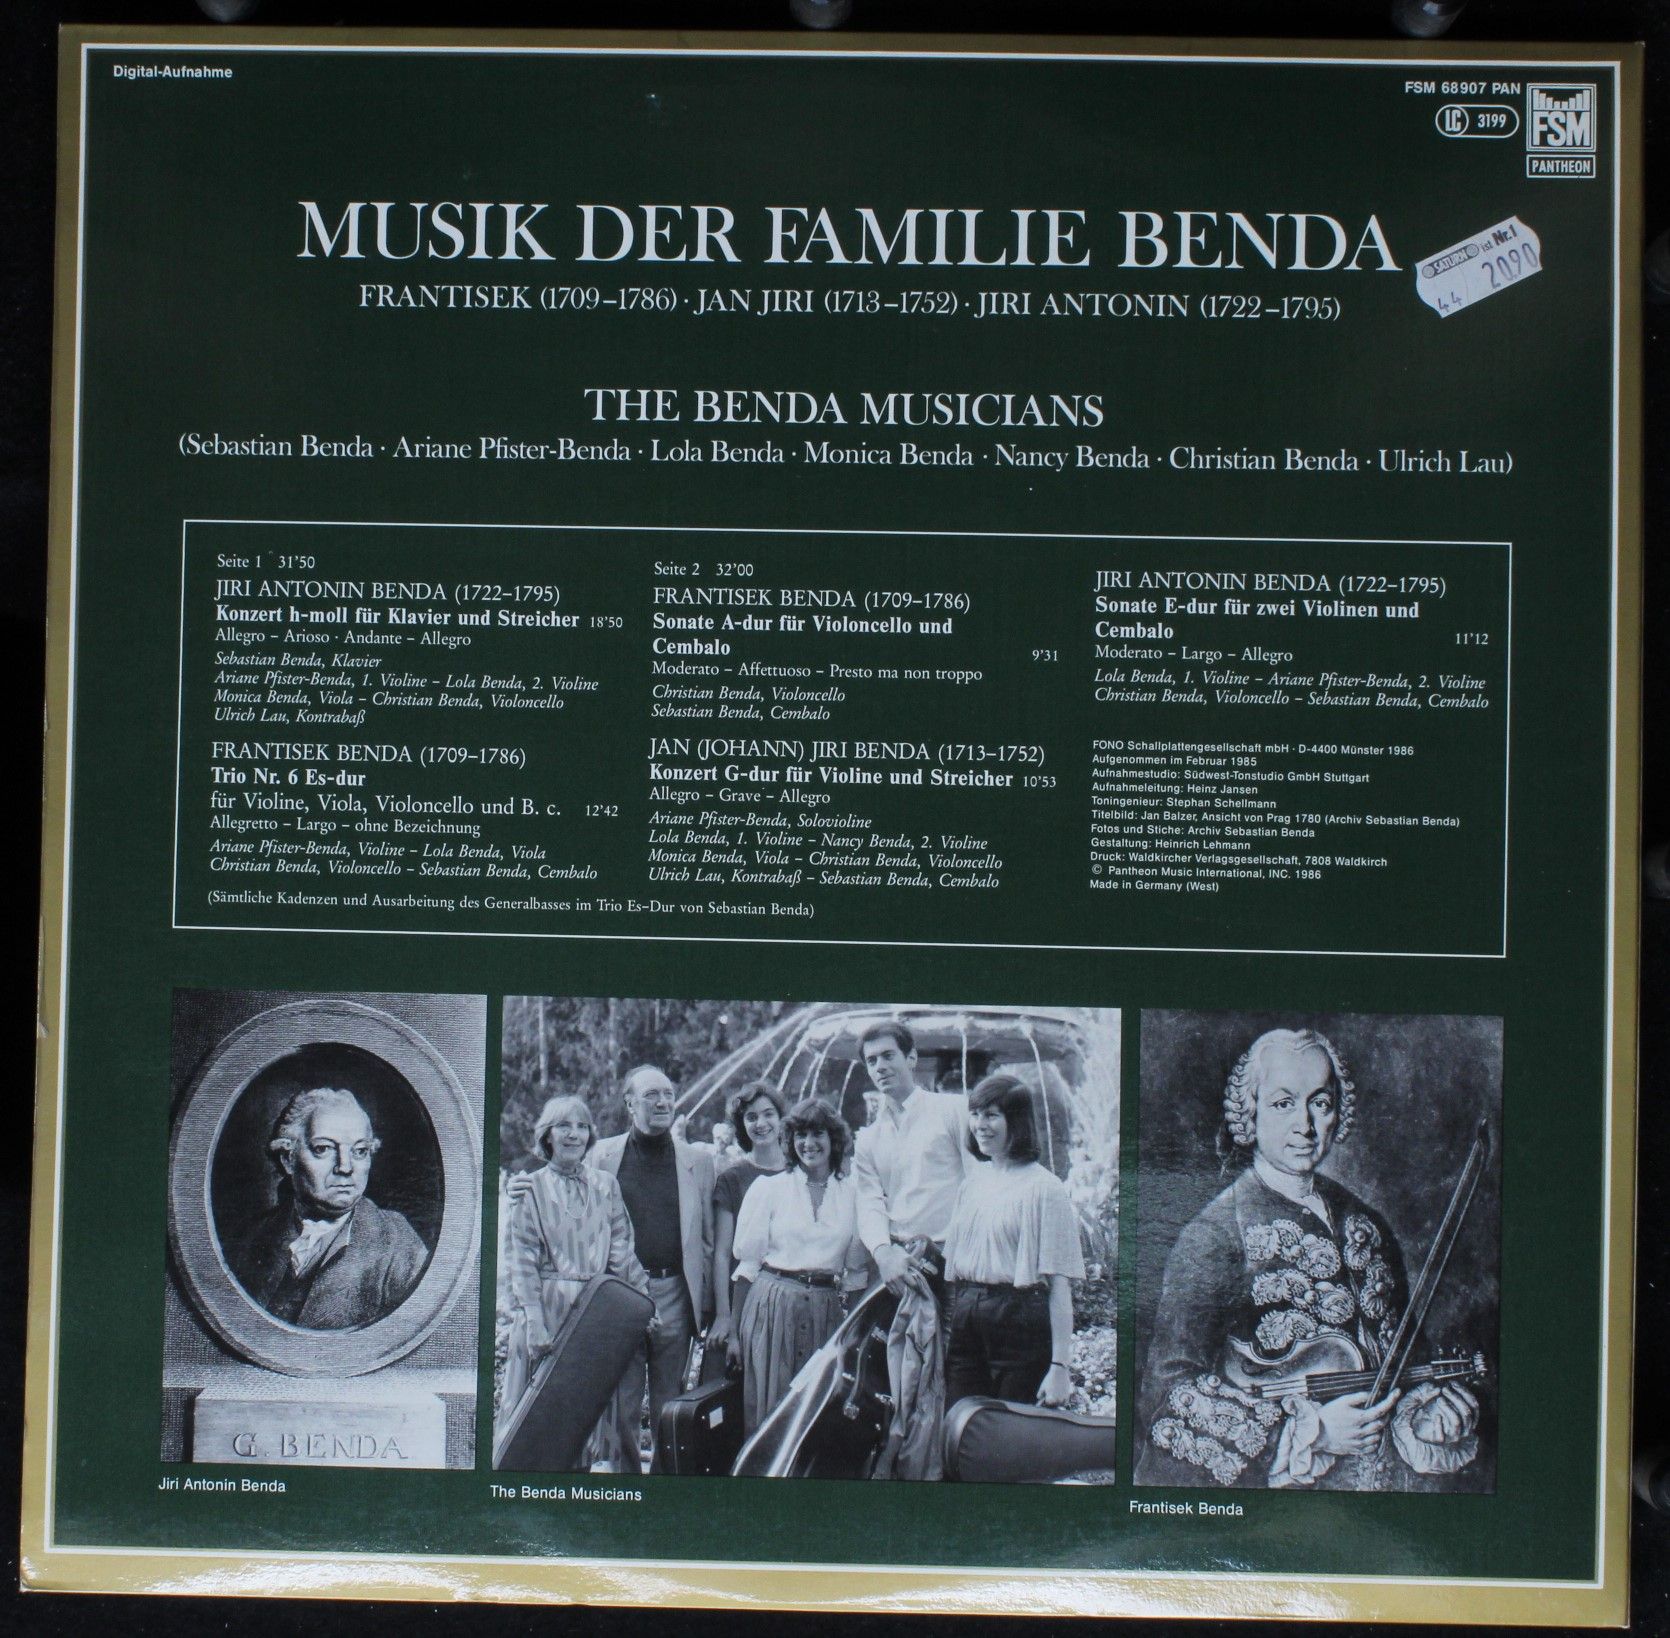 Digital-Aufnahme
FSM 68907 PAN
LC 3199
FSM
PANTHEON
MUSIK DER FAMILIE BENDA
SATURN ist Nr.1
20.90
44
FRANTISEK (1709–1786) · JAN JIRI (1713–1752) · JIRI ANTONIN (1722–1795)
THE BENDA MUSICIANS
(Sebastian Benda · Ariane Pfister-Benda · Lola Benda · Monica Benda · Nancy Benda · Christian Benda · Ulrich Lau)
Seite 1 31'50
JIRI ANTONIN BENDA (1722–1795)
Konzert h-moll für Klavier und Streicher 18'50
Allegro – Arioso · Andante – Allegro
Sebastian Benda, Klavier
Ariane Pfister-Benda, 1. Violine – Lola Benda, 2. Violine
Monica Benda, Viola – Christian Benda, Violoncello
Ulrich Lau, Kontrabaß
FRANTISEK BENDA (1709–1786)
Trio Nr. 6 Es-dur
für Violine, Viola, Violoncello und B. c. 12'42
Allegretto – Largo – ohne Bezeichnung
Ariane Pfister-Benda, Violine – Lola Benda, Viola
Christian Benda, Violoncello – Sebastian Benda, Cembalo
(Sämtliche Kadenzen und Ausarbeitung des Generalbasses im Trio Es-Dur von Sebastian Benda)
Seite 2 32'00
FRANTISEK BENDA (1709–1786)
Sonate A-dur für Violoncello und
Cembalo 9'31
Moderato – Affettuoso – Presto ma non troppo
Christian Benda, Violoncello
Sebastian Benda, Cembalo
JAN (JOHANN) JIRI BENDA (1713–1752)
Konzert G-dur für Violine und Streicher 10'53
Allegro – Grave – Allegro
Ariane Pfister-Benda, Solovioline
Lola Benda, 1. Violine – Nancy Benda, 2. Violine
Monica Benda, Viola – Christian Benda, Violoncello
Ulrich Lau, Kontrabaß – Sebastian Benda, Cembalo
JIRI ANTONIN BENDA (1722–1795)
Sonate E-dur für zwei Violinen und
Cembalo 11'12
Moderato – Largo – Allegro
Lola Benda, 1. Violine – Ariane Pfister-Benda, 2. Violine
Christian Benda, Violoncello – Sebastian Benda, Cembalo
FONO Schallplattengesellschaft mbH · D-4400 Münster 1986
Aufgenommen im Februar 1985
Aufnahmestudio: Südwest-Tonstudio GmbH Stuttgart
Aufnahmeleitung: Heinz Jansen
Toningenieur: Stephan Schellmann
Titelbild: Jan Balzer, Ansicht von Prag 1780 (Archiv Sebastian Benda)
Fotos und Stiche: Archiv Sebastian Benda
Gestaltung: Heinrich Lehmann
Druck: Waldkircher Verlagsgesellschaft, 7808 Waldkirch
© Pantheon Music International, INC. 1986
Made in Germany (West)
G. BENDA
Jiri Antonin Benda
The Benda Musicians
Frantisek Benda